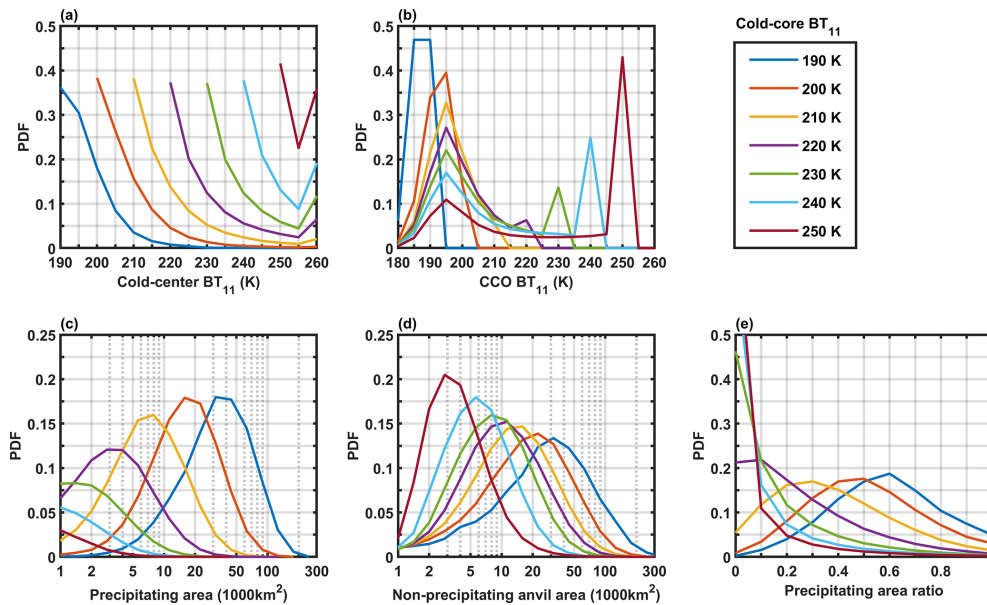 (a)
0.5
0.4
0.3
0.2
0.1
0
PDF
190 200 210 220 230 240 250 260
Cold-center BT11 (K)
(b)
0.5
0.4
0.3
0.2
0.1
0
PDF
180 190 200 210 220 230 240 250 260
CCO BT11 (K)
Cold-core BT11
190 K
200 K
210 K
220 K
230 K
240 K
250 K
(c)
0.25
0.2
0.15
0.1
0.05
0
PDF
1 2 5 10 20 50 100 300
Precipitating area (1000km2)
(d)
0.25
0.2
0.15
0.1
0.05
0
PDF
1 2 5 10 20 50 100 300
Non-precipitating anvil area (1000km2)
(e)
0.5
0.4
0.3
0.2
0.1
0
PDF
0 0.2 0.4 0.6 0.8
Precipitating area ratio